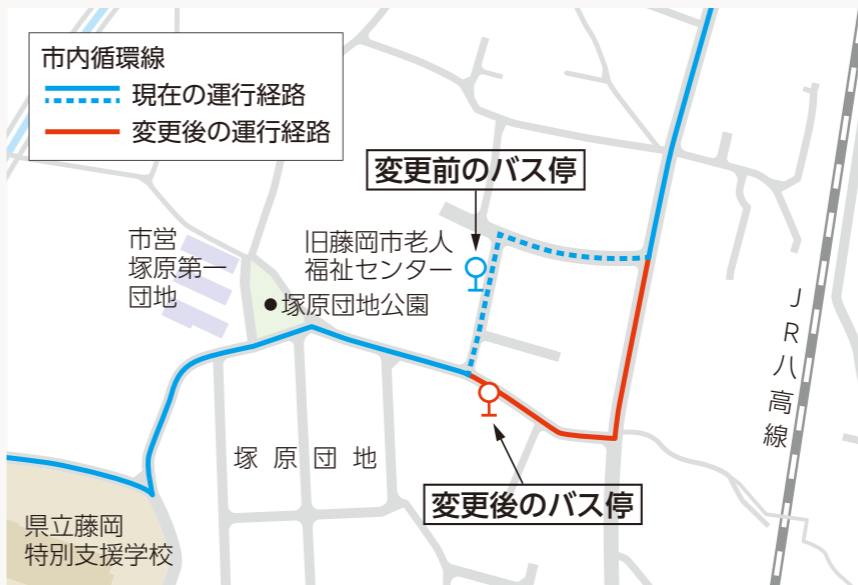 市内循環線
現在の運行経路
変更後の運行経路
変更前のバス停
市営
塚原第一
団地
旧藤岡市老人
福祉センター
塚原団地公園
JR八高線
塚原団地
変更後のバス停
県立藤岡
特別支援学校